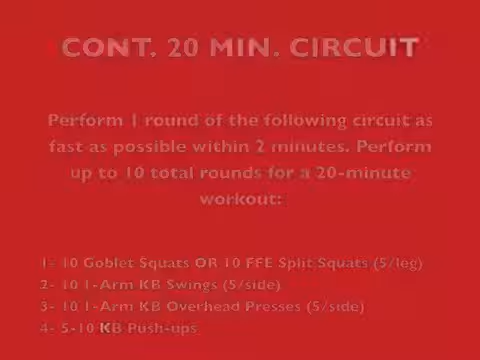 CONT. 20 MIN. CIRCUIT
Perform 1 round of the following circuit as
fast as possible within 2 minutes. Perform
up to 10 total rounds for a 20-minute
workout:
1- 10 Goblet Squats OR 10 FFE Split Squats (5/leg)
2- 10 1-Arm KB Swings (5/side)
3- 10 1-Arm KB Overhead Presses (5/side)
4- 5-10 KB Push-ups